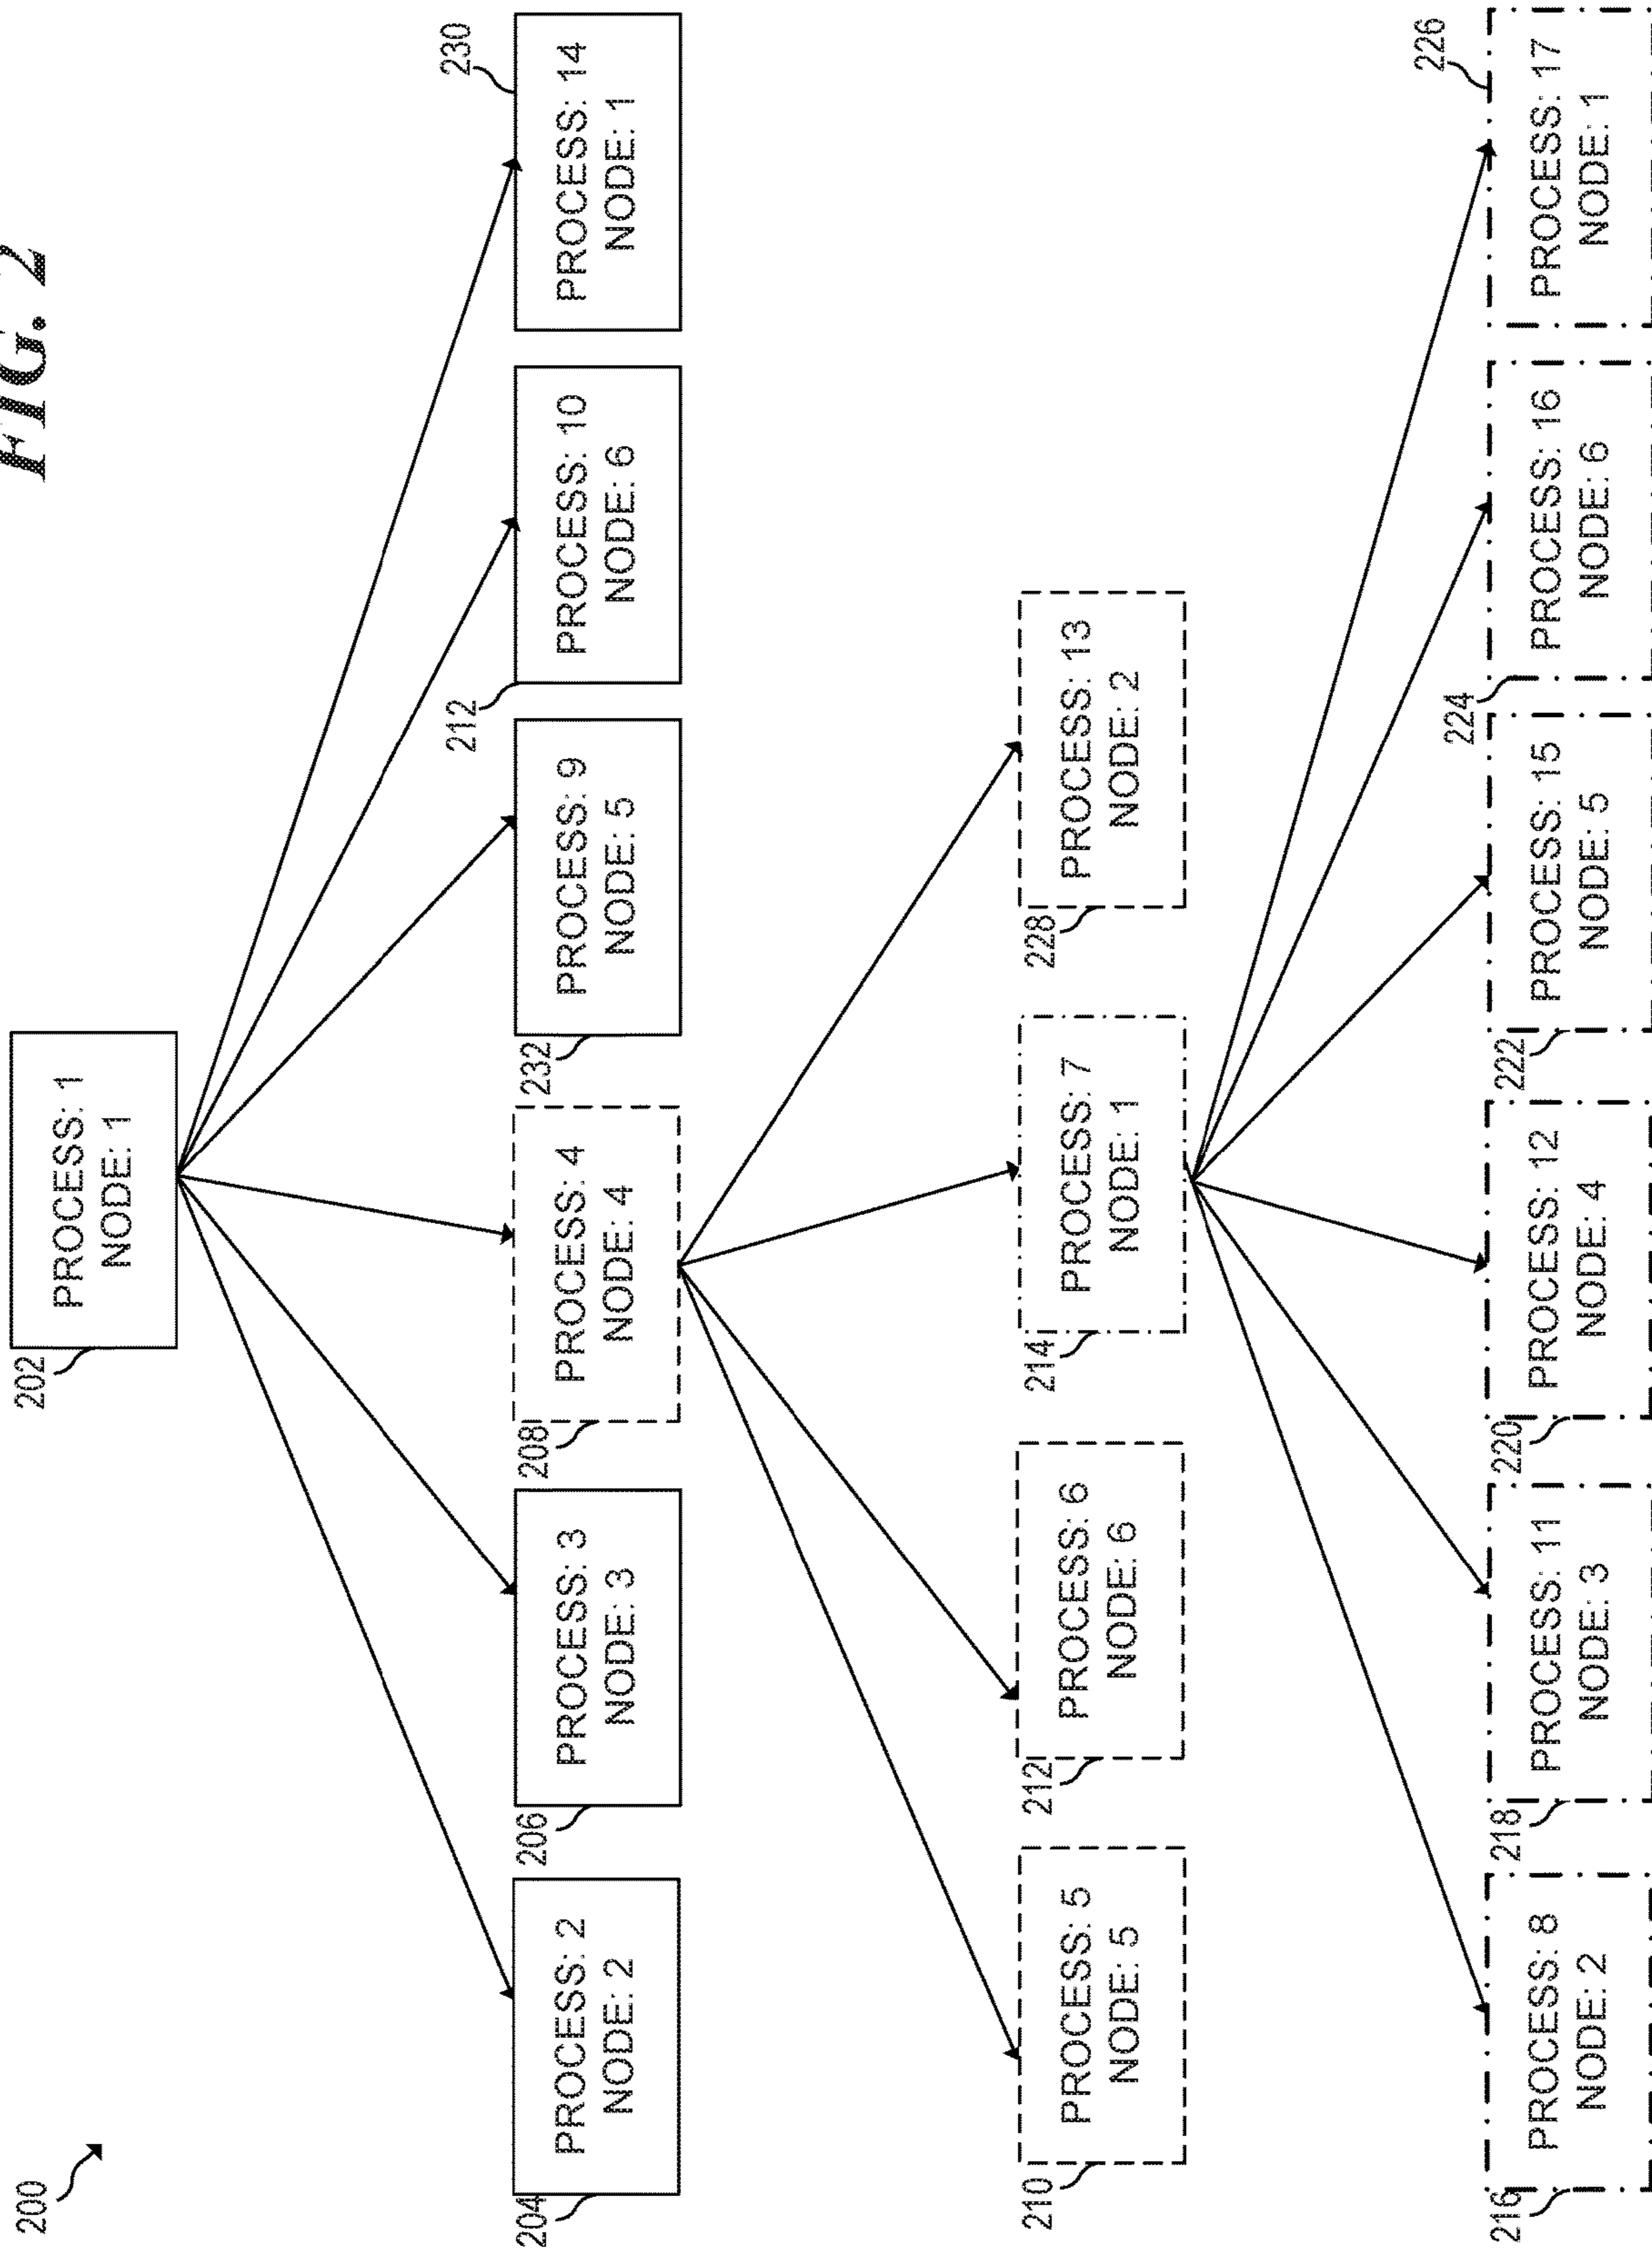 FIG. 2
200
202
PROCESS: 1
NODE: 1
204
PROCESS: 2
NODE: 2
206
PROCESS: 3
NODE: 3
208
PROCESS: 4
NODE: 4
232
PROCESS: 9
NODE: 5
212
PROCESS: 10
NODE: 6
230
PROCESS: 14
NODE: 1
210
PROCESS: 5
NODE: 5
212
PROCESS: 6
NODE: 6
214
PROCESS: 7
NODE: 1
228
PROCESS: 13
NODE: 2
216
PROCESS: 8
NODE: 2
218
PROCESS: 11
NODE: 3
220
PROCESS: 12
NODE: 4
222
PROCESS: 15
NODE: 5
224
PROCESS: 16
NODE: 6
226
PROCESS: 17
NODE: 1